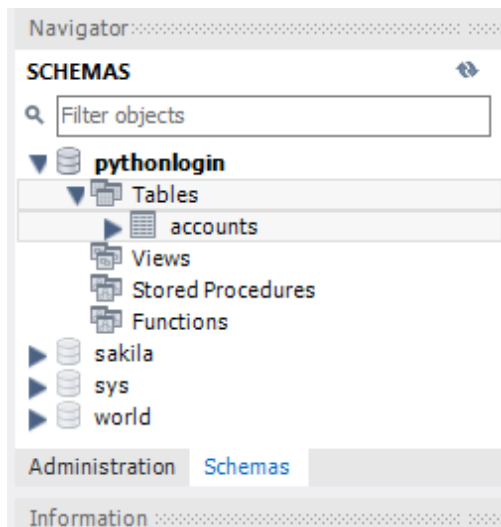 Navigator
SCHEMAS
Filter objects
pythonlogin
Tables
accounts
Views
Stored Procedures
Functions
sakila
sys
world
Administration Schemas
Information